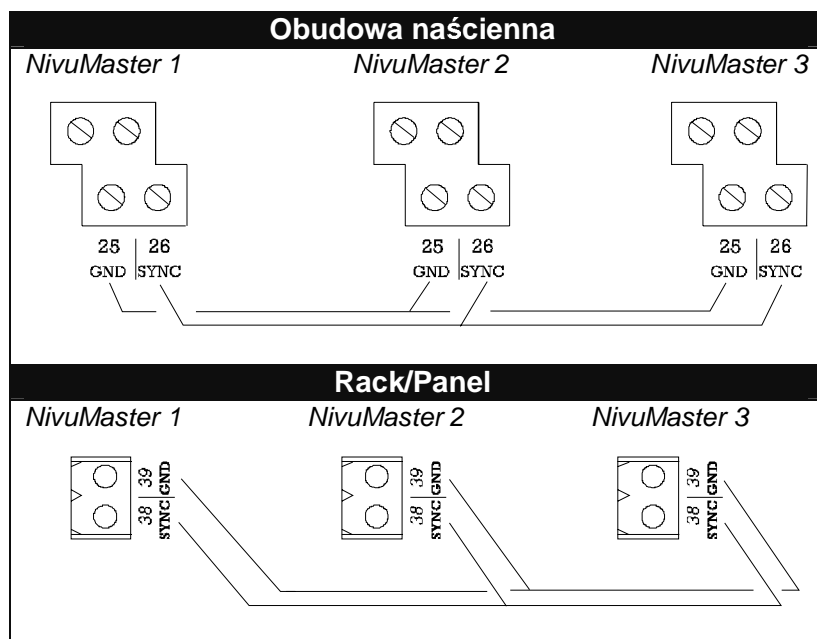 Obudowa naścienna
NivuMaster 1 NivuMaster 2 NivuMaster 3
25 26 25 26 25 26
GND SYNC GND SYNC GND SYNC
Rack/Panel
NivuMaster 1 NivuMaster 2 NivuMaster 3
39 GND 39 GND 39 GND
38 SYNC 38 SYNC 38 SYNC